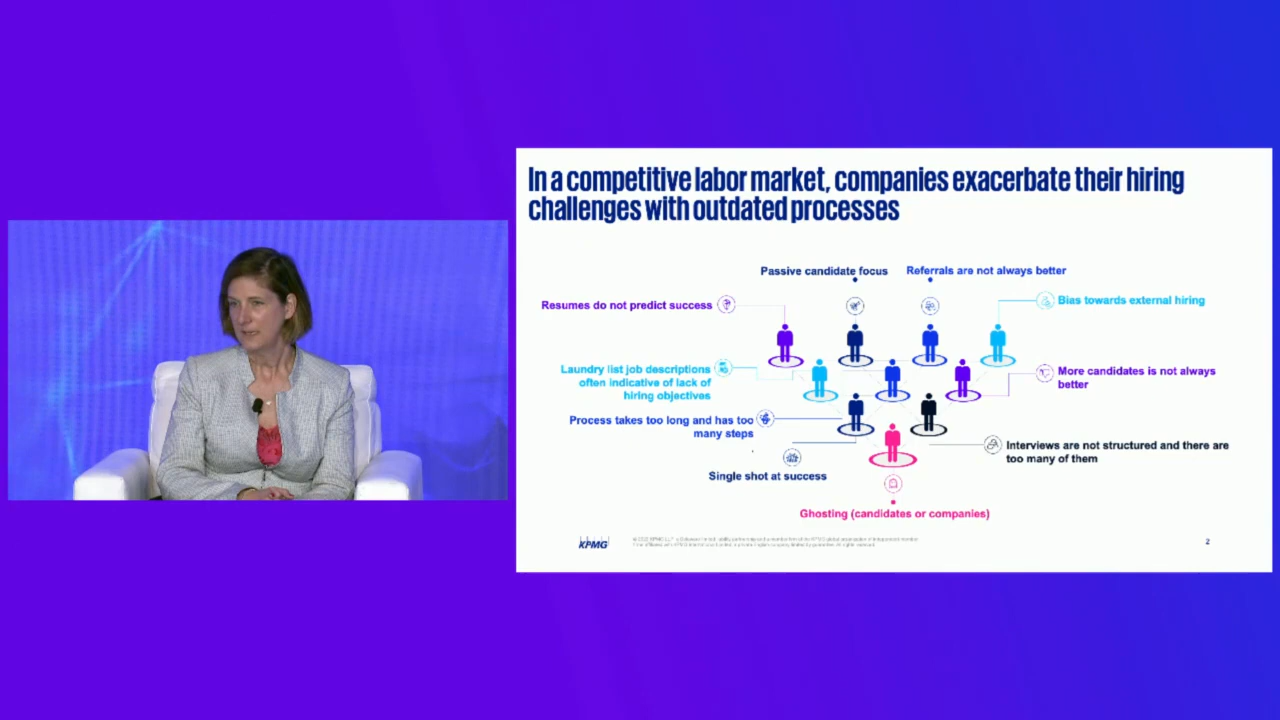 In a competitive labor market, companies exacerbate their hiring
challenges with outdated processes
Passive candidate focus
Referrals are not always better
Resumes do not predict success
Bias towards external hiring
Laundry list job descriptions
often indicative of lack of
hiring objectives
More candidates is not always
better
Process takes too long and has too
many steps
Interviews are not structured and there are
too many of them
Single shot at success
Ghosting (candidates or companies)
KPMG
2